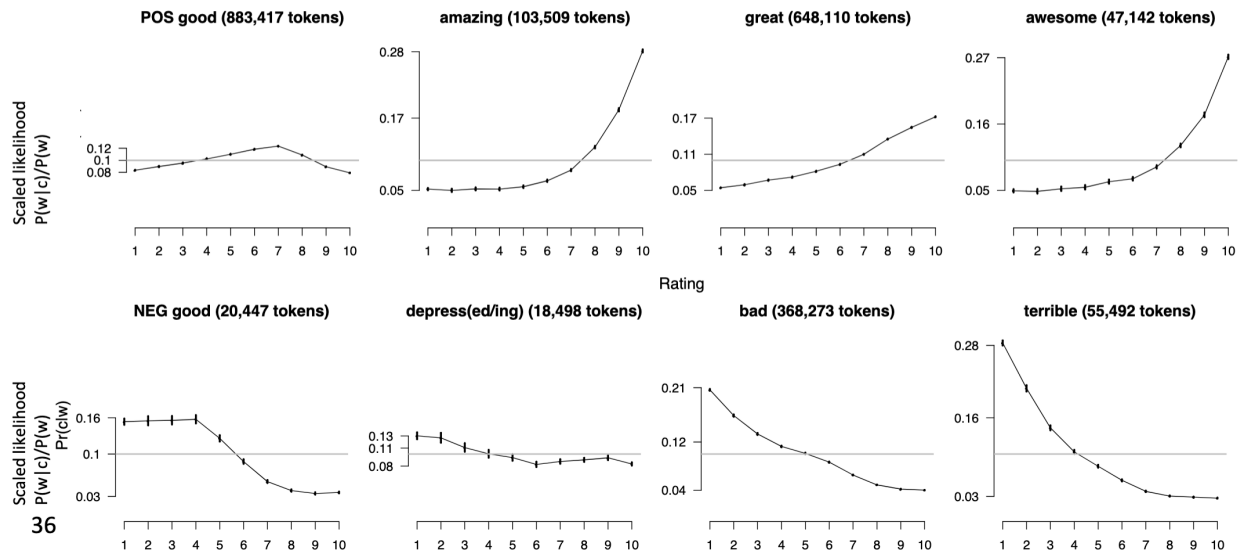 POS good (883,417 tokens)
amazing (103,509 tokens)
great (648,110 tokens)
awesome (47,142 tokens)
Scaled likelihood
P(w|c)/P(w)
0.12
0.1
0.08
0.28
0.17
0.05
0.17
0.11
0.05
0.27
0.16
0.05
1 2 3 4 5 6 7 8 9 10
1 2 3 4 5 6 7 8 9 10
1 2 3 4 5 6 7 8 9 10
1 2 3 4 5 6 7 8 9 10
Rating
NEG good (20,447 tokens)
depress(ed/ing) (18,498 tokens)
bad (368,273 tokens)
terrible (55,492 tokens)
Scaled likelihood
P(w|c)/P(w)
Pr(c|w)
0.16
0.1
0.03
0.13
0.11
0.08
0.21
0.12
0.04
0.28
0.16
0.03
1 2 3 4 5 6 7 8 9 10
1 2 3 4 5 6 7 8 9 10
1 2 3 4 5 6 7 8 9 10
1 2 3 4 5 6 7 8 9 10
36